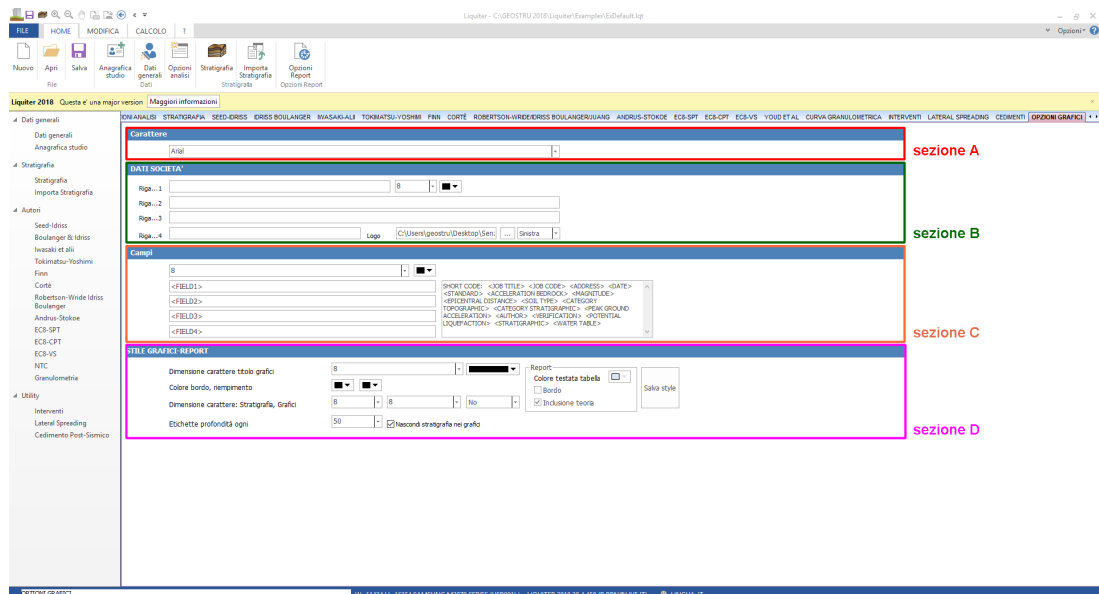 Liquiter - C:\GEOSTRU 2018\Liquiter\Examples\ExDefault.lqt
FILE HOME MODIFICA CALCOLO ? Opzioni
Nuovo Apri Salva Anagrafica studio Dati generali Opzioni analisi Stratigrafia Importa Stratigrafia Opzioni Report
File Dati Stratigrafia Opzioni Report
Liquiter 2018 Questa e' una major version Maggiori informazioni
IONI ANALISI STRATIGRAFIA SEED-IDRISS IDRISS BOULANGER IWASAKI-ALII TOKIMATSU-YOSHIMI FINN CORTÈ ROBERTSON-WRIDE/IDRISS BOULANGER/JUANG ANDRUS-STOKOE EC8-SPT EC8-CPT EC8-VS YOUD ET AL CURVA GRANULOMETRICA INTERVENTI LATERAL SPREADING CEDIMENTI OPZIONI GRAFICI
Dati generali
Dati generali
Anagrafica studio
Stratigrafia
Stratigrafia
Importa Stratigrafia
Autori
Seed-Idriss
Boulanger & Idriss
Iwasaki et alii
Tokimatsu-Yoshimi
Finn
Cortè
Robertson-Wride Idriss
Boulanger
Andrus-Stokoe
EC8-SPT
EC8-CPT
EC8-VS
NTC
Granulometria
Utility
Interventi
Lateral Spreading
Cedimento Post-Sismico
Carattere
Arial
sezione A
DATI SOCIETA'
Riga...1 8
Riga...2
Riga...3
Riga...4 Logo C:\Users\geostru\Desktop\Sen: ... Sinistra
sezione B
Campi
8
<FIELD1>
<FIELD2>
<FIELD3>
<FIELD4>
SHORT CODE: <JOB TITLE> <JOB CODE> <ADDRESS> <DATE>
<STANDARD> <ACCELERATION BEDROCK> <MAGNITUDE>
<EPICENTRAL DISTANCE> <SOIL TYPE> <CATEGORY
TOPOGRAPHIC> <CATEGORY STRATIGRAPHIC> <PEAK GROUND
ACCELERATION> <AUTHOR> <VERIFICATION> <POTENTIAL
LIQUEFACTION> <STRATIGRAPHIC> <WATER TABLE>
sezione C
STILE GRAFICI-REPORT
Dimensione carattere titolo grafici 8
Colore bordo, riempimento
Dimensione carattere: Stratigrafia, Grafici 8 8 No
Etichette profondità ogni 50 Nascondi stratigrafia nei grafici
Report
Colore testata tabella
Bordo
Inclusione teoria
Salva style
sezione D
OPZIONI GRAFICI